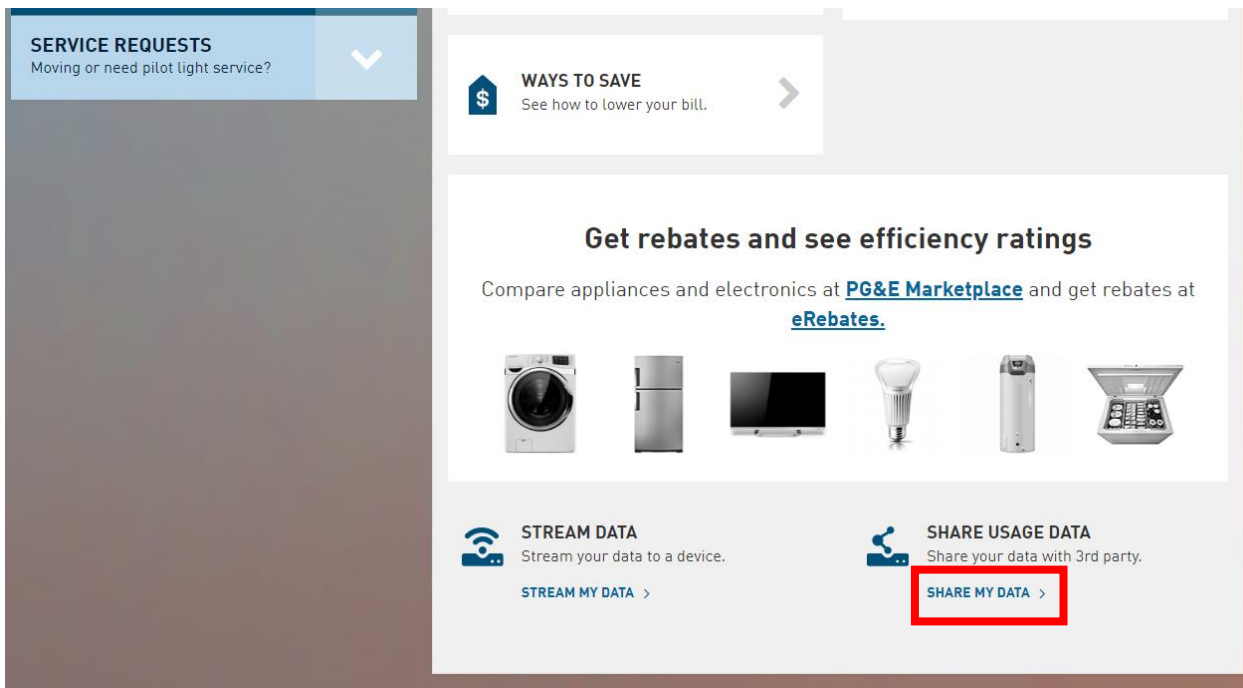 SERVICE REQUESTS
Moving or need pilot light service?
$
WAYS TO SAVE
See how to lower your bill.
Get rebates and see efficiency ratings
Compare appliances and electronics at PG&E Marketplace and get rebates at
eRebates.
STREAM DATA
Stream your data to a device.
STREAM MY DATA >
SHARE USAGE DATA
Share your data with 3rd party.
SHARE MY DATA >